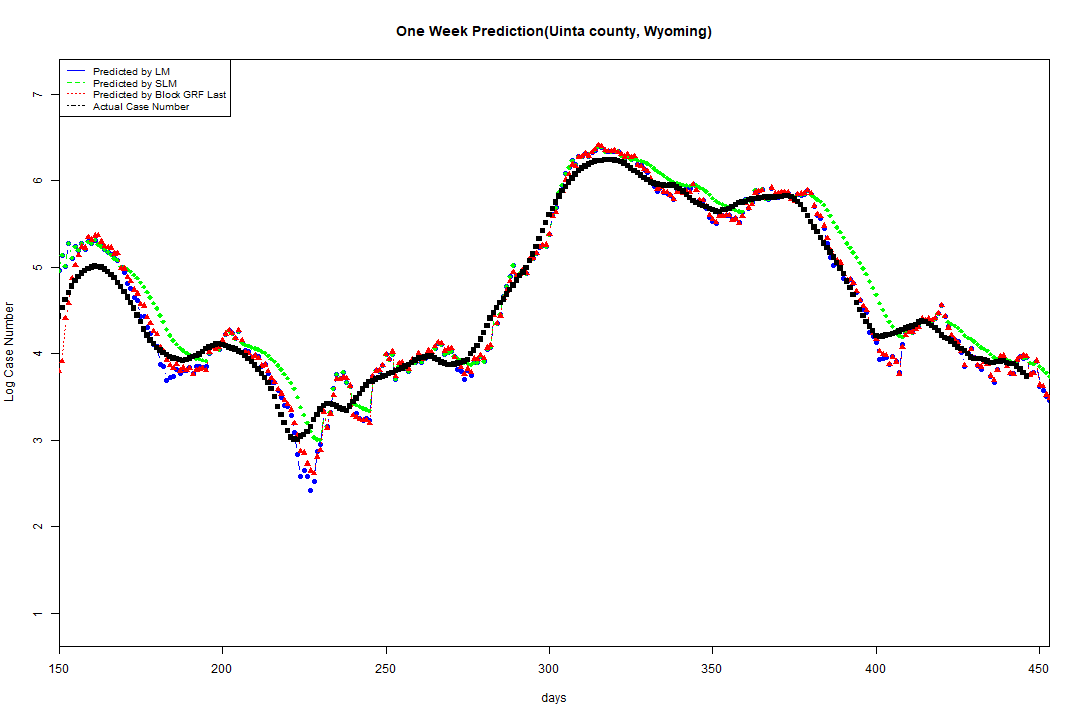 One Week Prediction(Uinta county, Wyoming)
Predicted by LM
Predicted by SLM
Predicted by Block GRF Last
Actual Case Number
7
6
5
4
3
2
1
Log Case Number
150 200 250 300 350 400 450
days